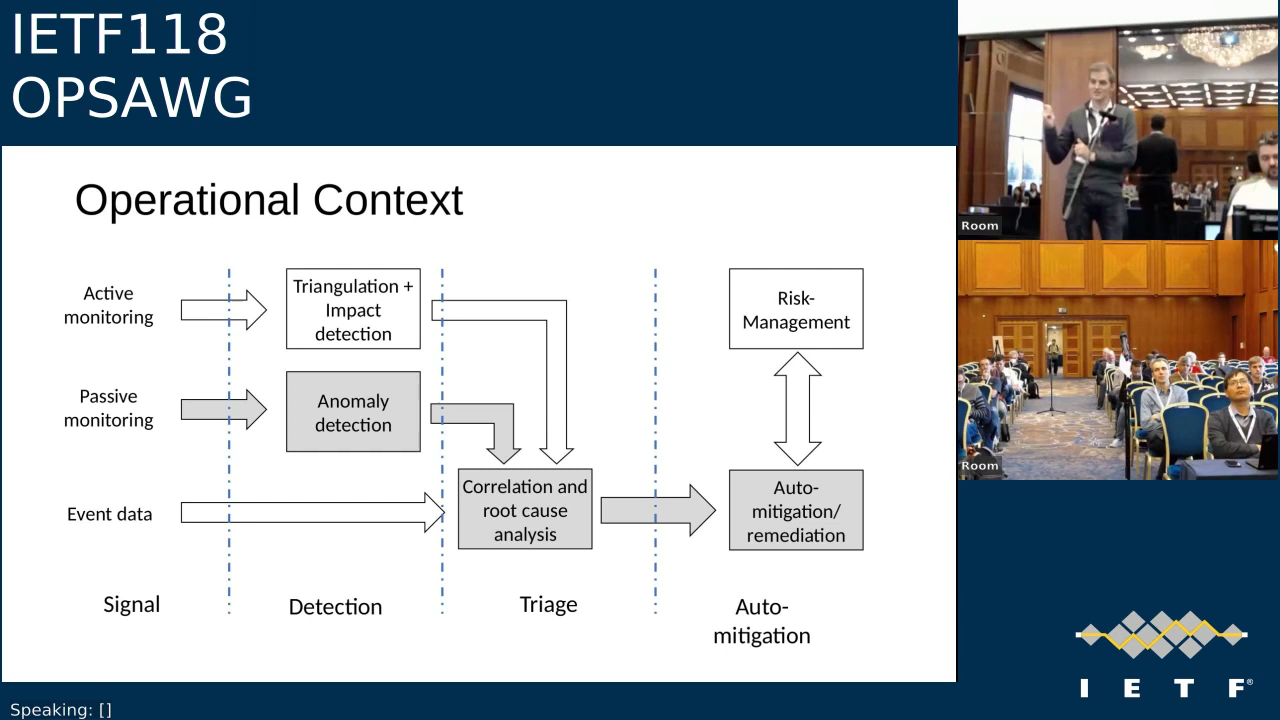 IETF118
OPSAWG
Operational Context
Active
monitoring
Triangulation +
Impact
detection
Risk-
Management
Passive
monitoring
Anomaly
detection
Event data
Correlation and
root cause
analysis
Auto-
mitigation/
remediation
Signal
Detection
Triage
Auto-
mitigation
Room
Room
I E T F®
Speaking: []